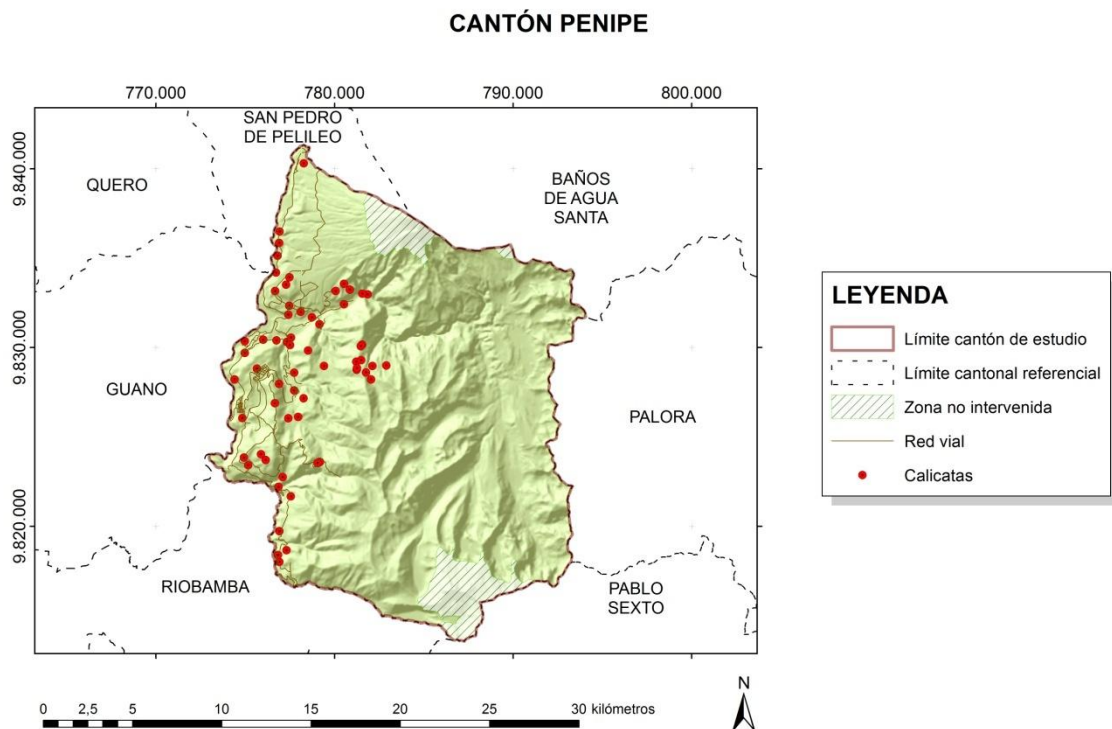 CANTÓN PENIPE
770.000
780.000
790.000
800.000
9.840.000
9.830.000
9.820.000
SAN PEDRO
DE PELILEO
QUERO
BAÑOS
DE AGUA
SANTA
GUANO
PALORA
RIOBAMBA
PABLO
SEXTO
LEYENDA
Límite cantón de estudio
Límite cantonal referencial
Zona no intervenida
Red vial
Calicatas
0 2,5 5 10 15 20 25 30 kilómetros
N